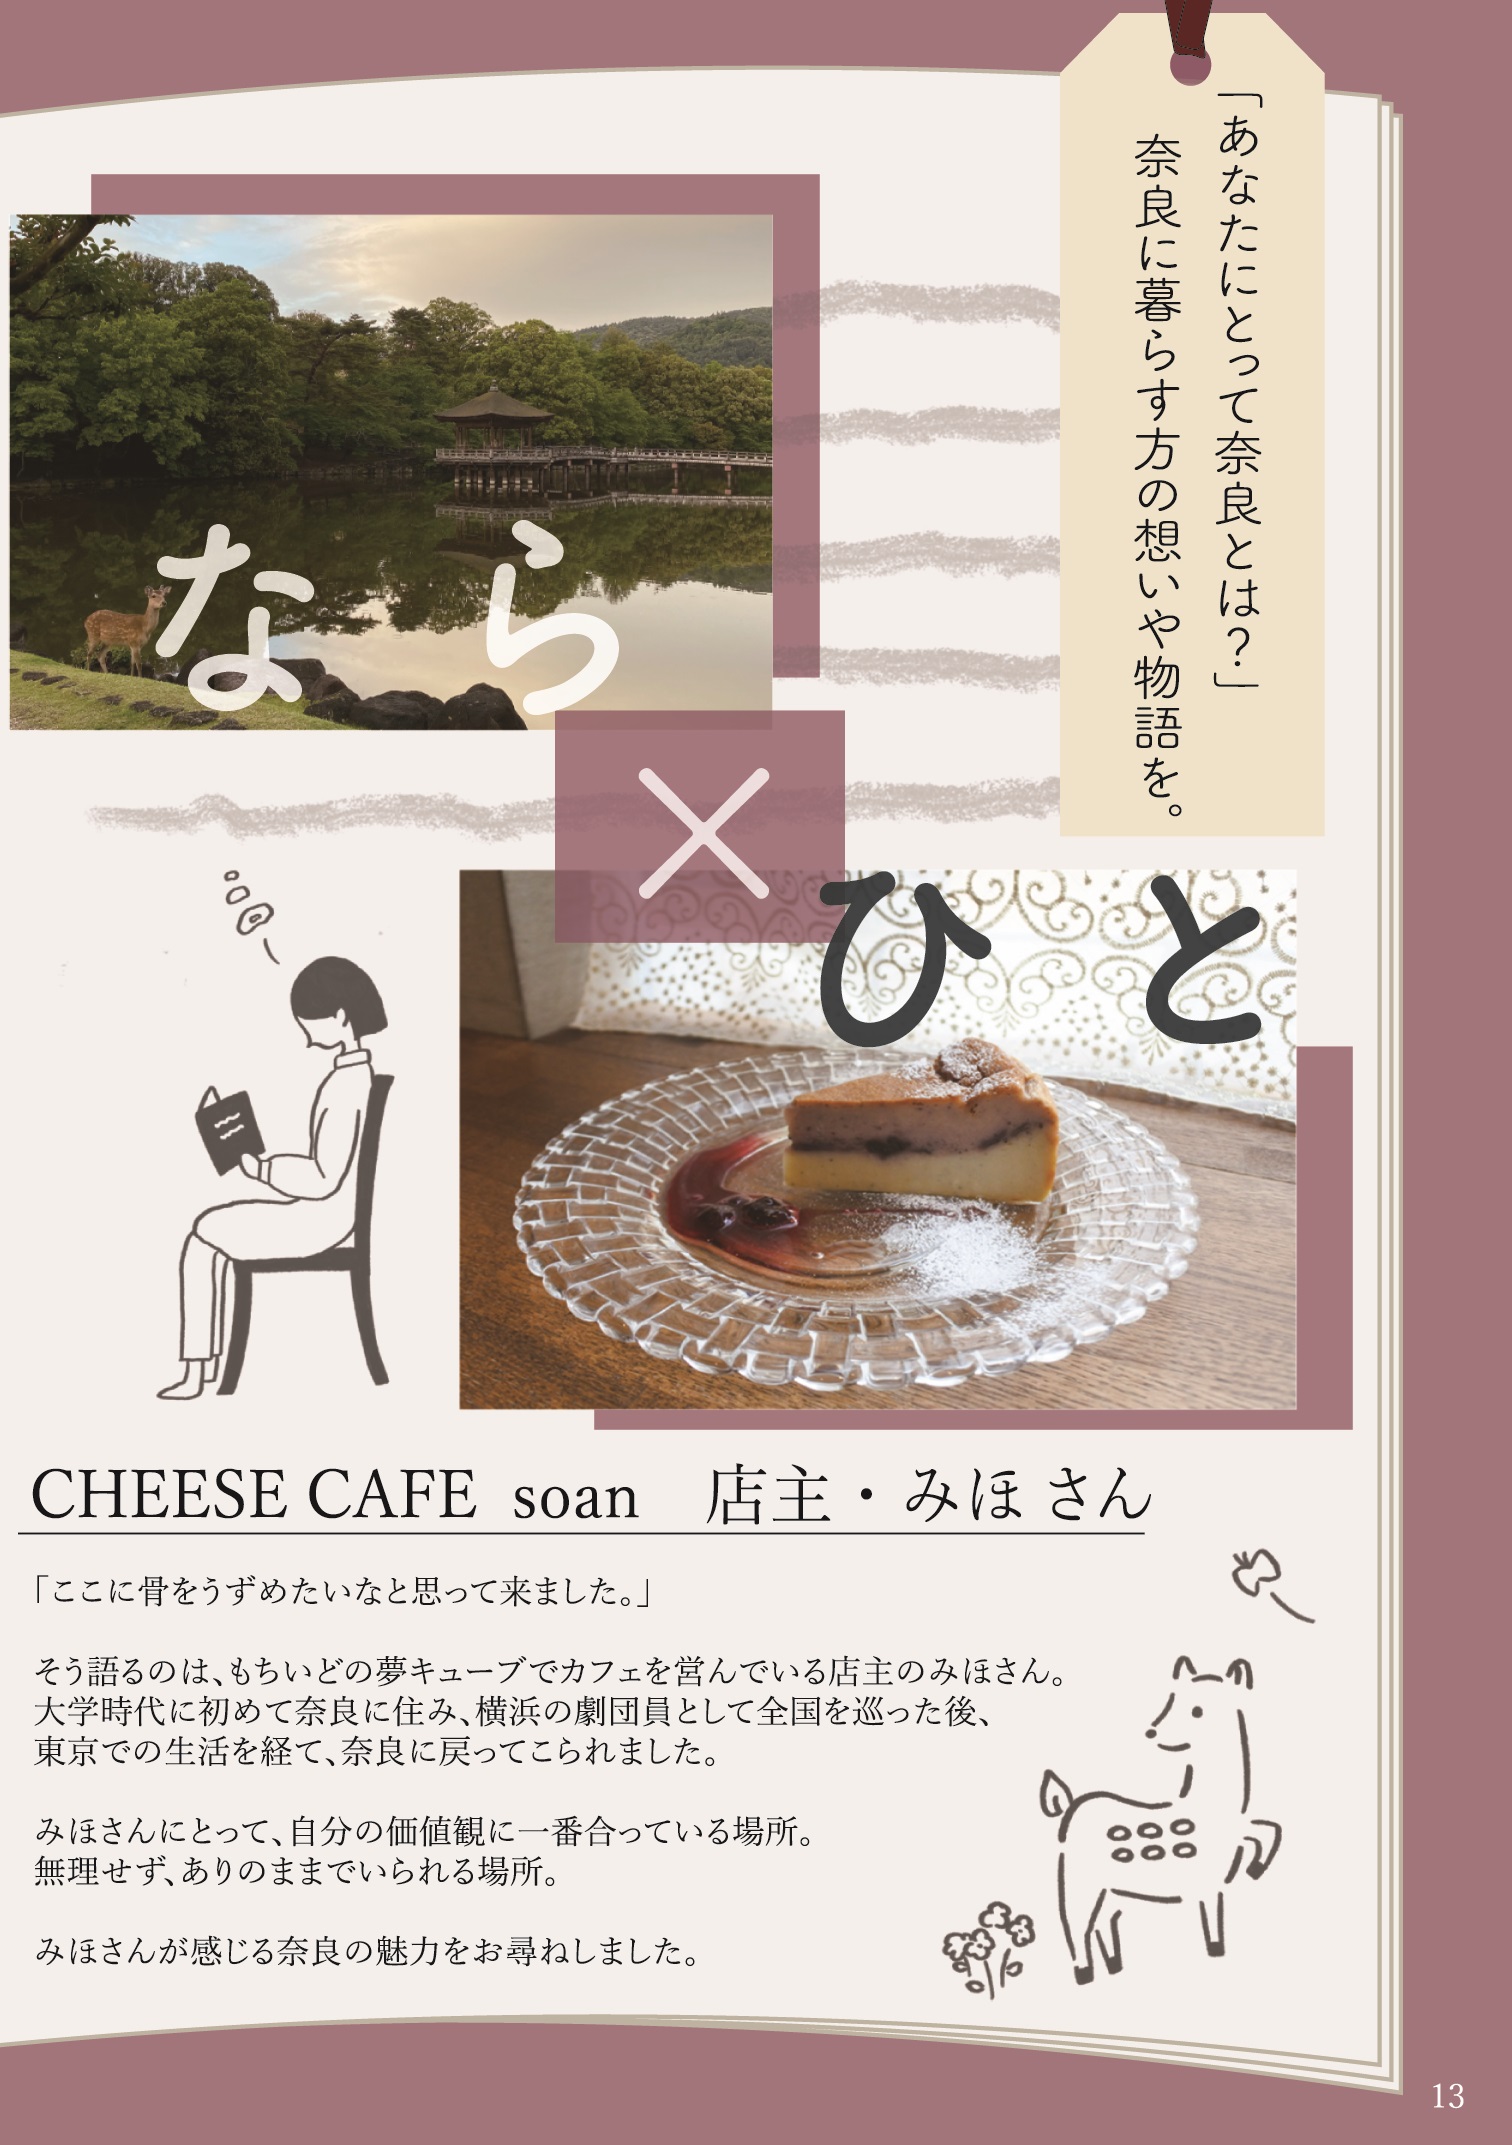 「あなたにとって奈良とは?」
奈良に暮らす方の想いや物語を。
なら
×
ひと
CHEESE CAFE soan 店主・みほさん
「ここに骨をうずめたいなと思って来ました。」
そう語るのは、もちいどの夢キューブでカフェを営んでいる店主のみほさん。
大学時代に初めて奈良に住み、横浜の劇団員として全国を巡った後、
東京での生活を経て、奈良に戻ってこられました。
みほさんにとって、自分の価値観に一番合っている場所。
無理せず、ありのままでいられる場所。
みほさんが感じる奈良の魅力をお尋ねしました。
13